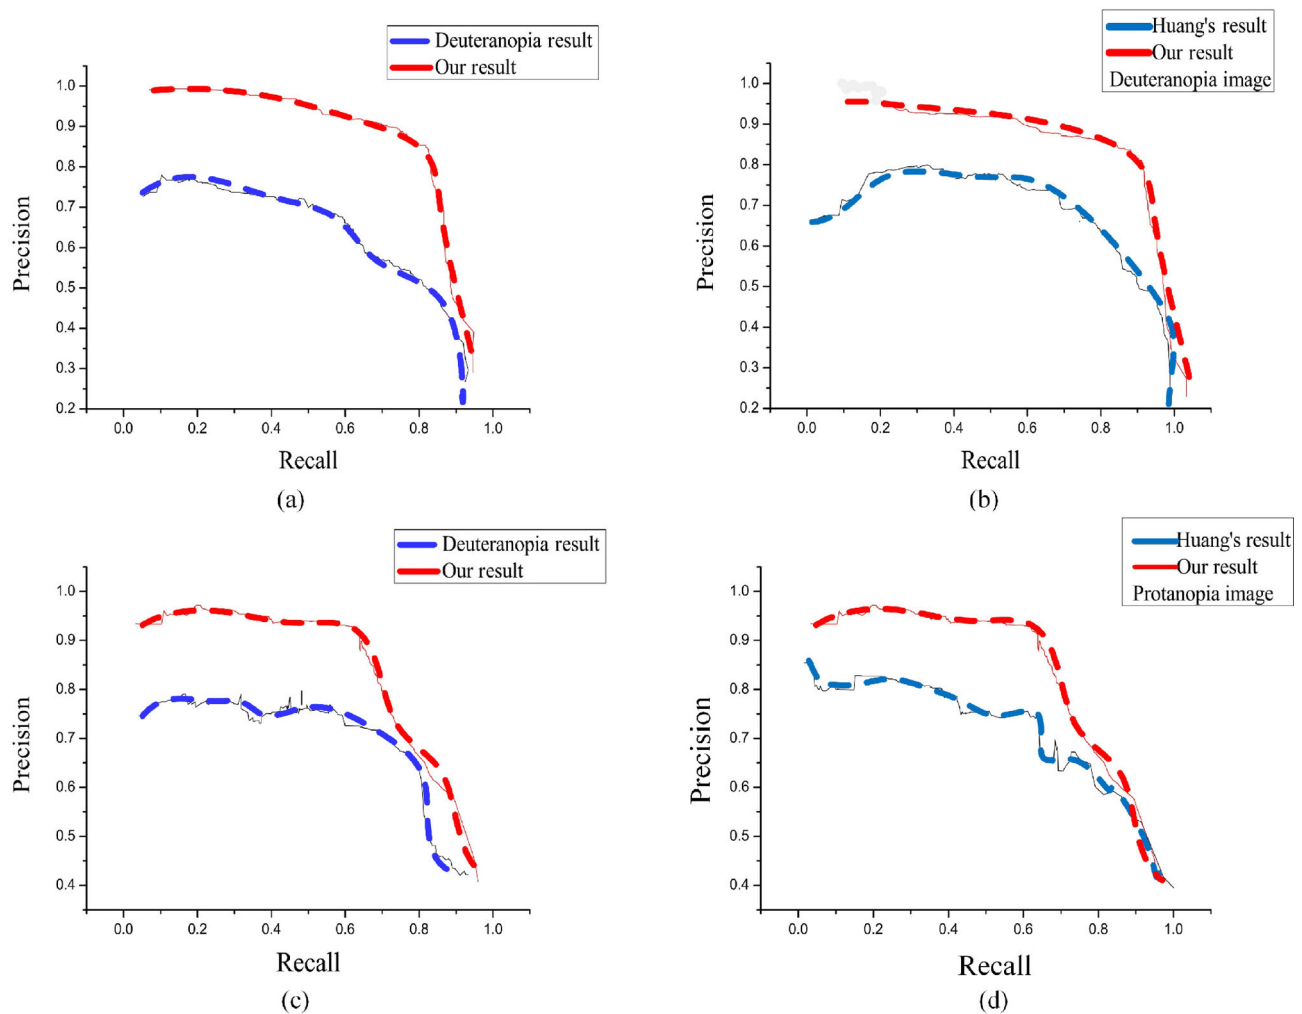 Deuteranopia result
Our result
1.0
0.9
0.8
0.7
0.6
0.5
0.4
0.3
0.2
Precision
0.0 0.2 0.4 0.6 0.8 1.0
Recall
(a)
Huang's result
Our result
Deuteranopia image
1.0
0.9
0.8
0.7
0.6
0.5
0.4
0.3
0.2
Precision
0.0 0.2 0.4 0.6 0.8 1.0
Recall
(b)
Deuteranopia result
Our result
1.0
0.9
0.8
0.7
0.6
0.5
0.4
Precision
0.0 0.2 0.4 0.6 0.8 1.0
Recall
(c)
Huang's result
Our result
Protanopia image
1.0
0.9
0.8
0.7
0.6
0.5
0.4
Precision
0.0 0.2 0.4 0.6 0.8 1.0
Recall
(d)